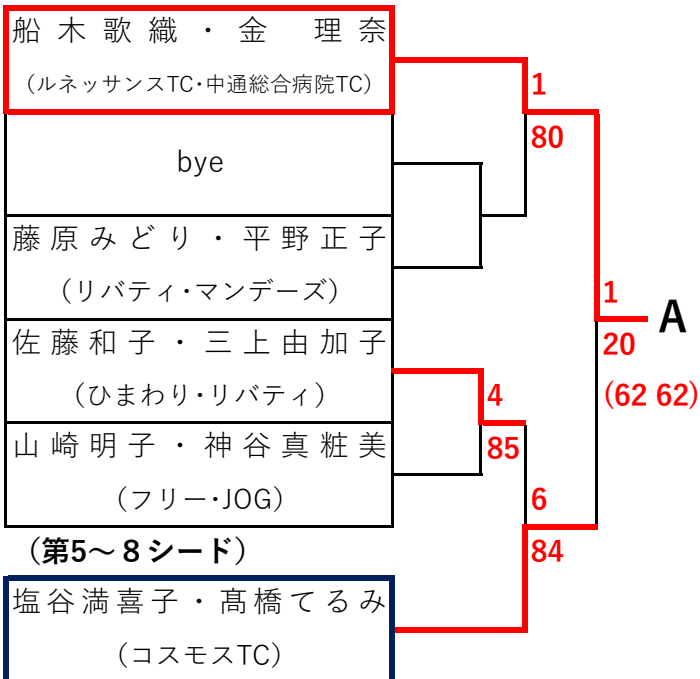 船木歌織・金　理奈
（ルネッサンスTC・中通総合病院TC）
bye
藤原みどり・平野正子
（リバティ・マンデーズ）
佐藤和子・三上由加子
（ひまわり・リバティ）
山崎明子・神谷真粧美
（フリー・JOG）
（第5～８シード）
塩谷満喜子・髙橋てるみ
（コスモスTC）
1
80
4
85
6
84
1
20
(62 62)
A